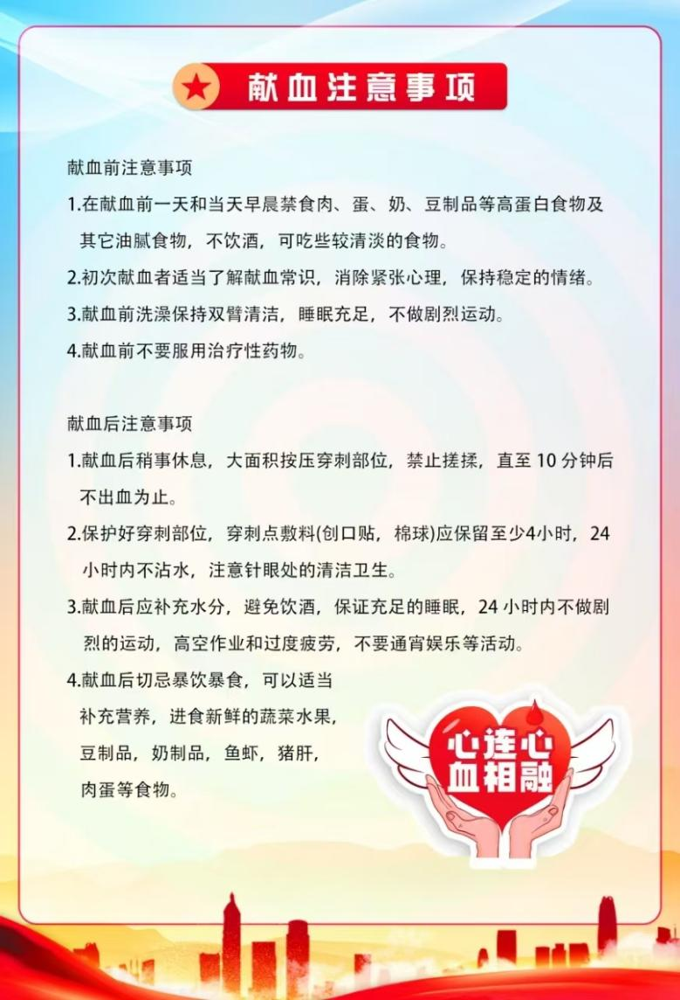 献血注意事项
献血前注意事项
1.在献血前一天和当天早晨禁食肉、蛋、奶、豆制品等高蛋白食物及
其它油腻食物，不饮酒，可吃些较清淡的食物。
2.初次献血者适当了解献血常识，消除紧张心理，保持稳定的情绪。
3.献血前洗澡保持双臂清洁，睡眠充足，不做剧烈运动。
4.献血前不要服用治疗性药物。
献血后注意事项
1.献血后稍事休息，大面积按压穿刺部位，禁止搓揉，直至 10 分钟后
不出血为止。
2.保护好穿刺部位，穿刺点敷料(创口贴，棉球)应保留至少4小时，24
小时内不沾水，注意针眼处的清洁卫生。
3.献血后应补充水分，避免饮酒，保证充足的睡眠，24 小时内不做剧
烈的运动，高空作业和过度疲劳，不要通宵娱乐等活动。
4.献血后切忌暴饮暴食，可以适当
补充营养，进食新鲜的蔬菜水果，
豆制品，奶制品，鱼虾，猪肝，
肉蛋等食物。
心连心
血相融